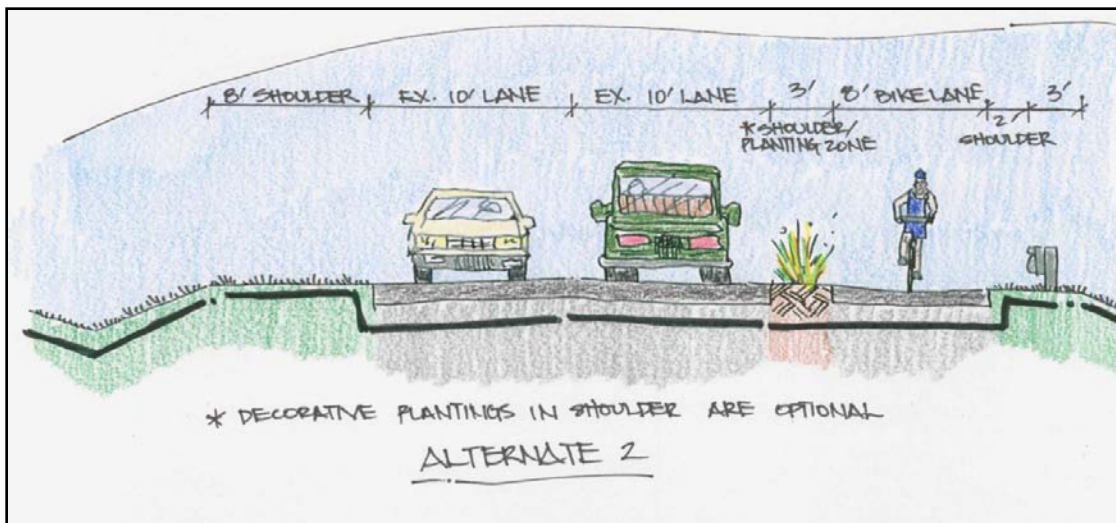 8' SHOULDER
EX. 10' LANE
EX. 10' LANE
3'
8' BIKE LANE
2'
3'
* SHOULDER/
PLANTING ZONE
SHOULDER
* DECORATIVE PLANTINGS IN SHOULDER ARE OPTIONAL
ALTERNATE 2